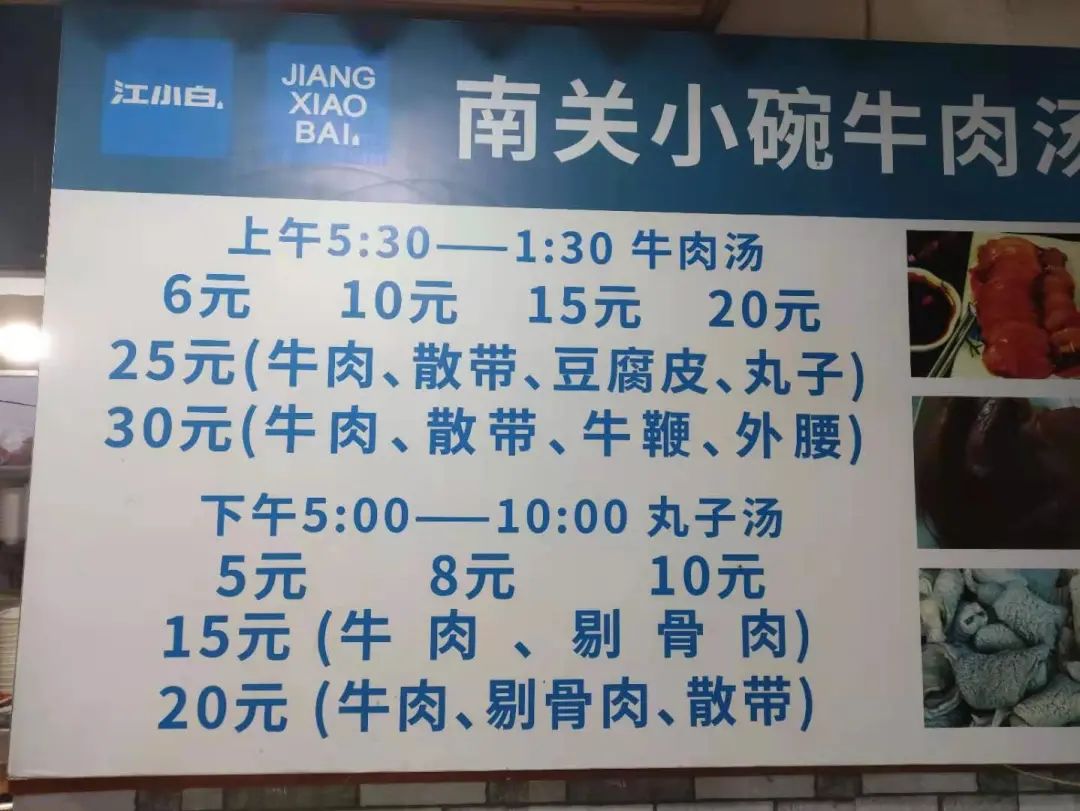 江小白
JIANG
XIAO
BAI
南关小碗牛肉汤
上午5:30——1:30 牛肉汤
6元 10元 15元 20元
25元(牛肉、散带、豆腐皮、丸子)
30元(牛肉、散带、牛鞭、外腰)
下午5:00——10:00 丸子汤
5元 8元 10元
15元 (牛肉、剔骨肉)
20元 (牛肉、剔骨肉、散带)